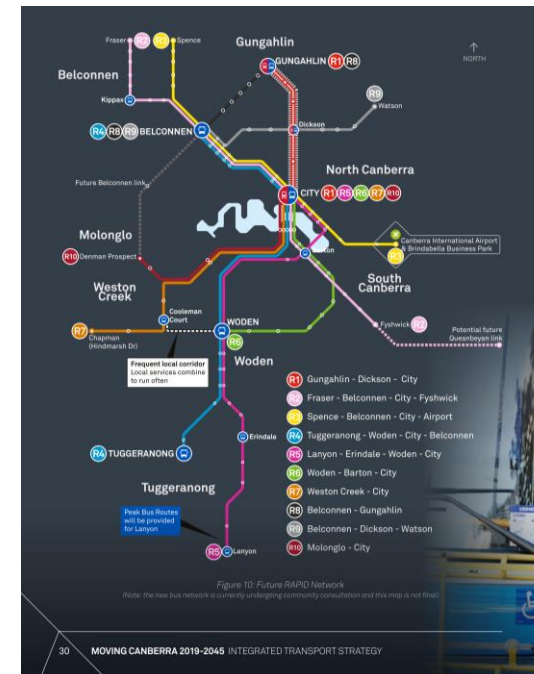 Fraser R2 R3 Spence
Gungahlin
GUNGAHLIN R1 R8
NORTH
Belconnen
Kippax
R9
Watson
R4 R8 R9 BELCONNEN
Dickson
North Canberra
Future Belconnen link
CITY R1 R5 R6 R7 R10
Molonglo
R10 Denman Prospect
Canberra International Airport
& Brindabella Business Park
R3
South
Canberra
Weston
Creek
Coolaman
Court
WODEN
R6
R7
Chapman
(Hindmarsh Dr)
Fyshwick R2
Potential future
Queanbeyan link
Frequent local corridor
Local services combine
to run often
Woden
R1 Gungahlin - Dickson - City
R2 Fraser - Belconnen - City - Fyshwick
R3 Spence - Belconnen - City - Airport
R4 Tuggeranong - Woden - City - Belconnen
R5 Lanyon - Erindale - Woden - City
R6 Woden - Barton - City
R7 Weston Creek - City
R8 Belconnen - Gungahlin
R9 Belconnen - Dickson - Watson
R10 Molonglo - City
Erindale
R4 TUGGERANONG
Tuggeranong
Peak Bus Routes
will be provided
for Lanyon
R5 Lanyon
Figure 10: Future RAPID Network
(Note: the new bus network is currently undergoing community consultation and this map is not final)
30 MOVING CANBERRA 2019-2045 INTEGRATED TRANSPORT STRATEGY